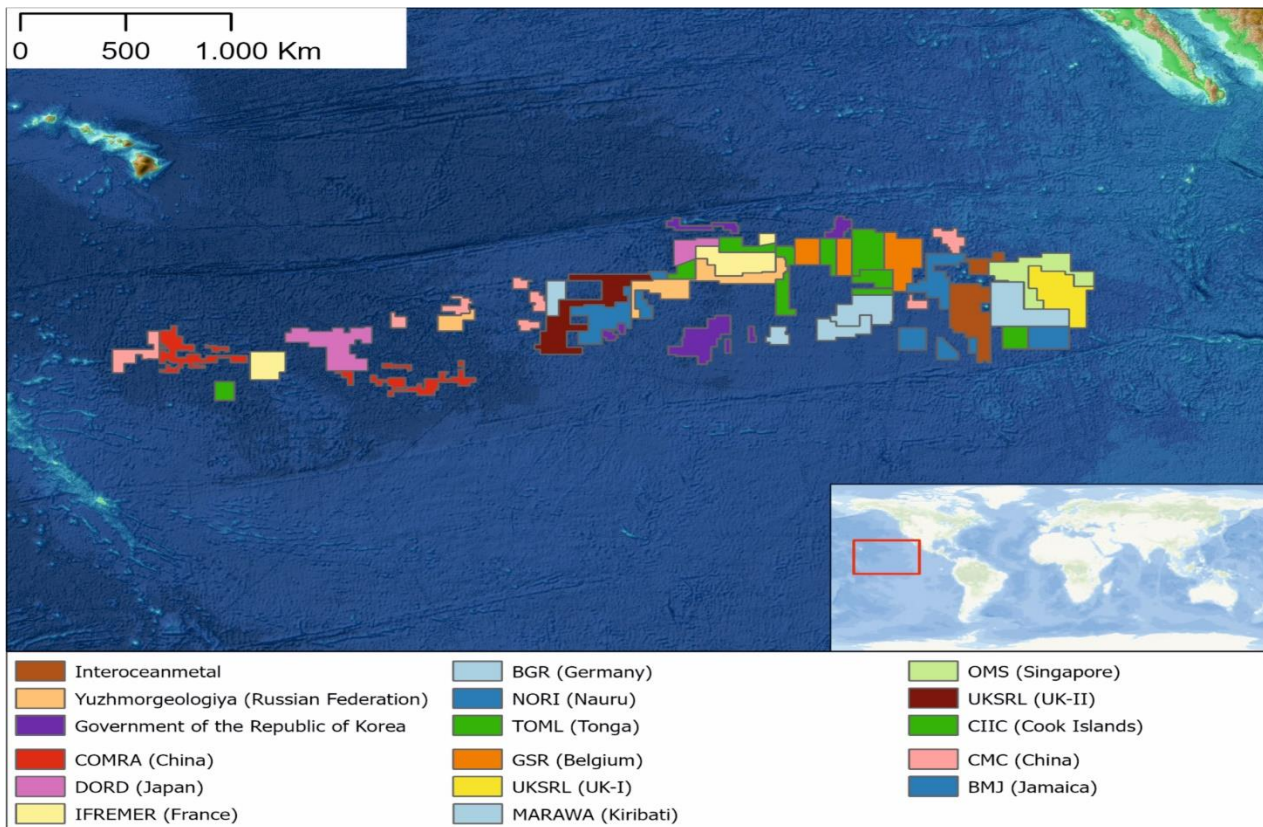 0 500 1.000 Km
Interoceanmetal
Yuzhmorgeologiya (Russian Federation)
Government of the Republic of Korea
COMRA (China)
DORD (Japan)
IFREMER (France)
BGR (Germany)
NORI (Nauru)
TOML (Tonga)
GSR (Belgium)
UKSRL (UK-I)
MARAWA (Kiribati)
OMS (Singapore)
UKSRL (UK-II)
CIIC (Cook Islands)
CMC (China)
BMJ (Jamaica)